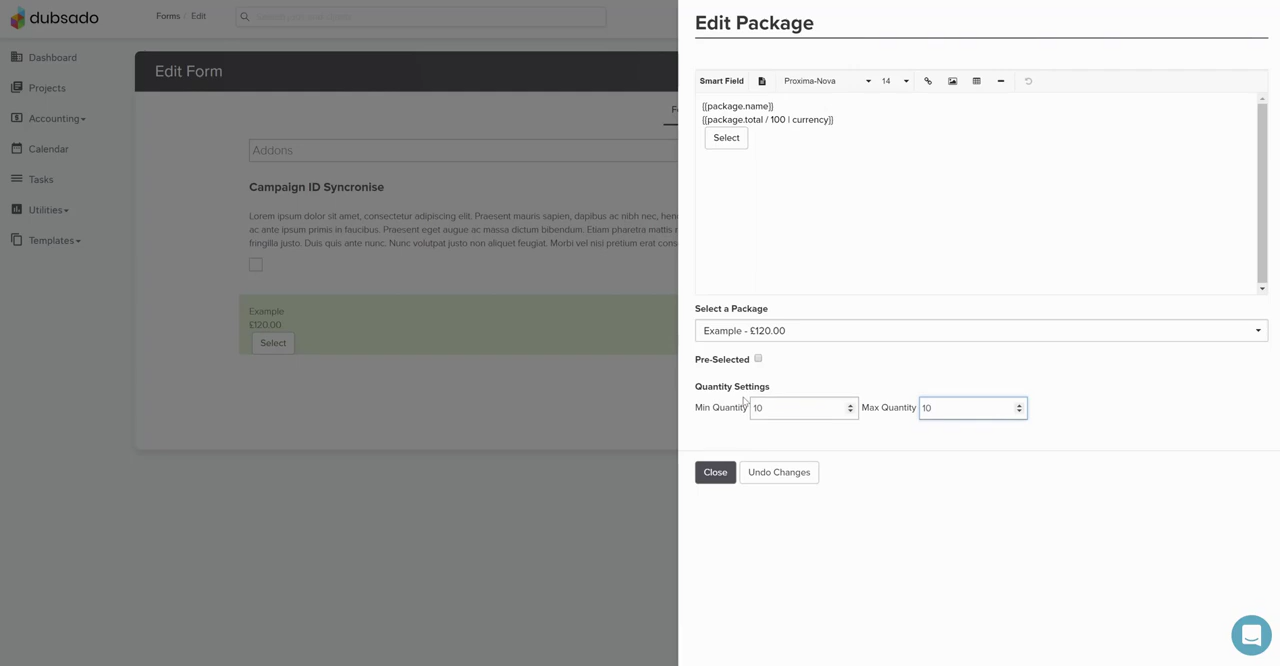 dubsado
Forms / Edit
Dashboard
Projects
Accounting
Calendar
Tasks
Utilities
Templates
Edit Form
Addons
Campaign ID Syncronise
Lorem ipsum dolor sit amet, consectetur adipiscing elit. Praesent mauris sapien, dapibus ac nibh nec,
ac ante ipsum primis in faucibus. Praesent eget augue ac massa dictum bibendum. Etiam pharetra mattis
fringilla justo. Duis quis ante nunc. Nunc volutpat justo non aliquet feugiat. Morbi vel nisi pretium erat
Example
£120.00
Select
Edit Package
Smart Field Proxima-Nova 14
{{package.name}}
{{package.total / 100 | currency}}
Select
Select a Package
Example - £120.00
Pre-Selected
Quantity Settings
Min Quantity 10 Max Quantity 10
Close Undo Changes